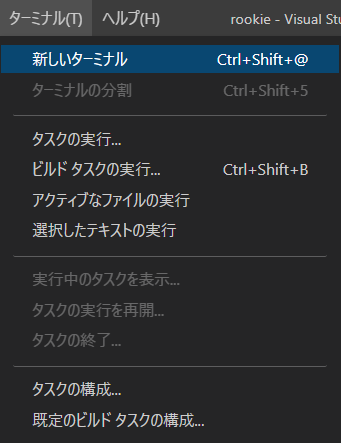 ターミナル(T) ヘルプ(H) rookie - Visual Stu
新しいターミナル Ctrl+Shift+@
ターミナルの分割 Ctrl+Shift+5
タスクの実行...
ビルド タスクの実行... Ctrl+Shift+B
アクティブなファイルの実行
選択したテキストの実行
実行中のタスクを表示...
タスクの実行を再開...
タスクの終了...
タスクの構成...
既定のビルド タスクの構成...